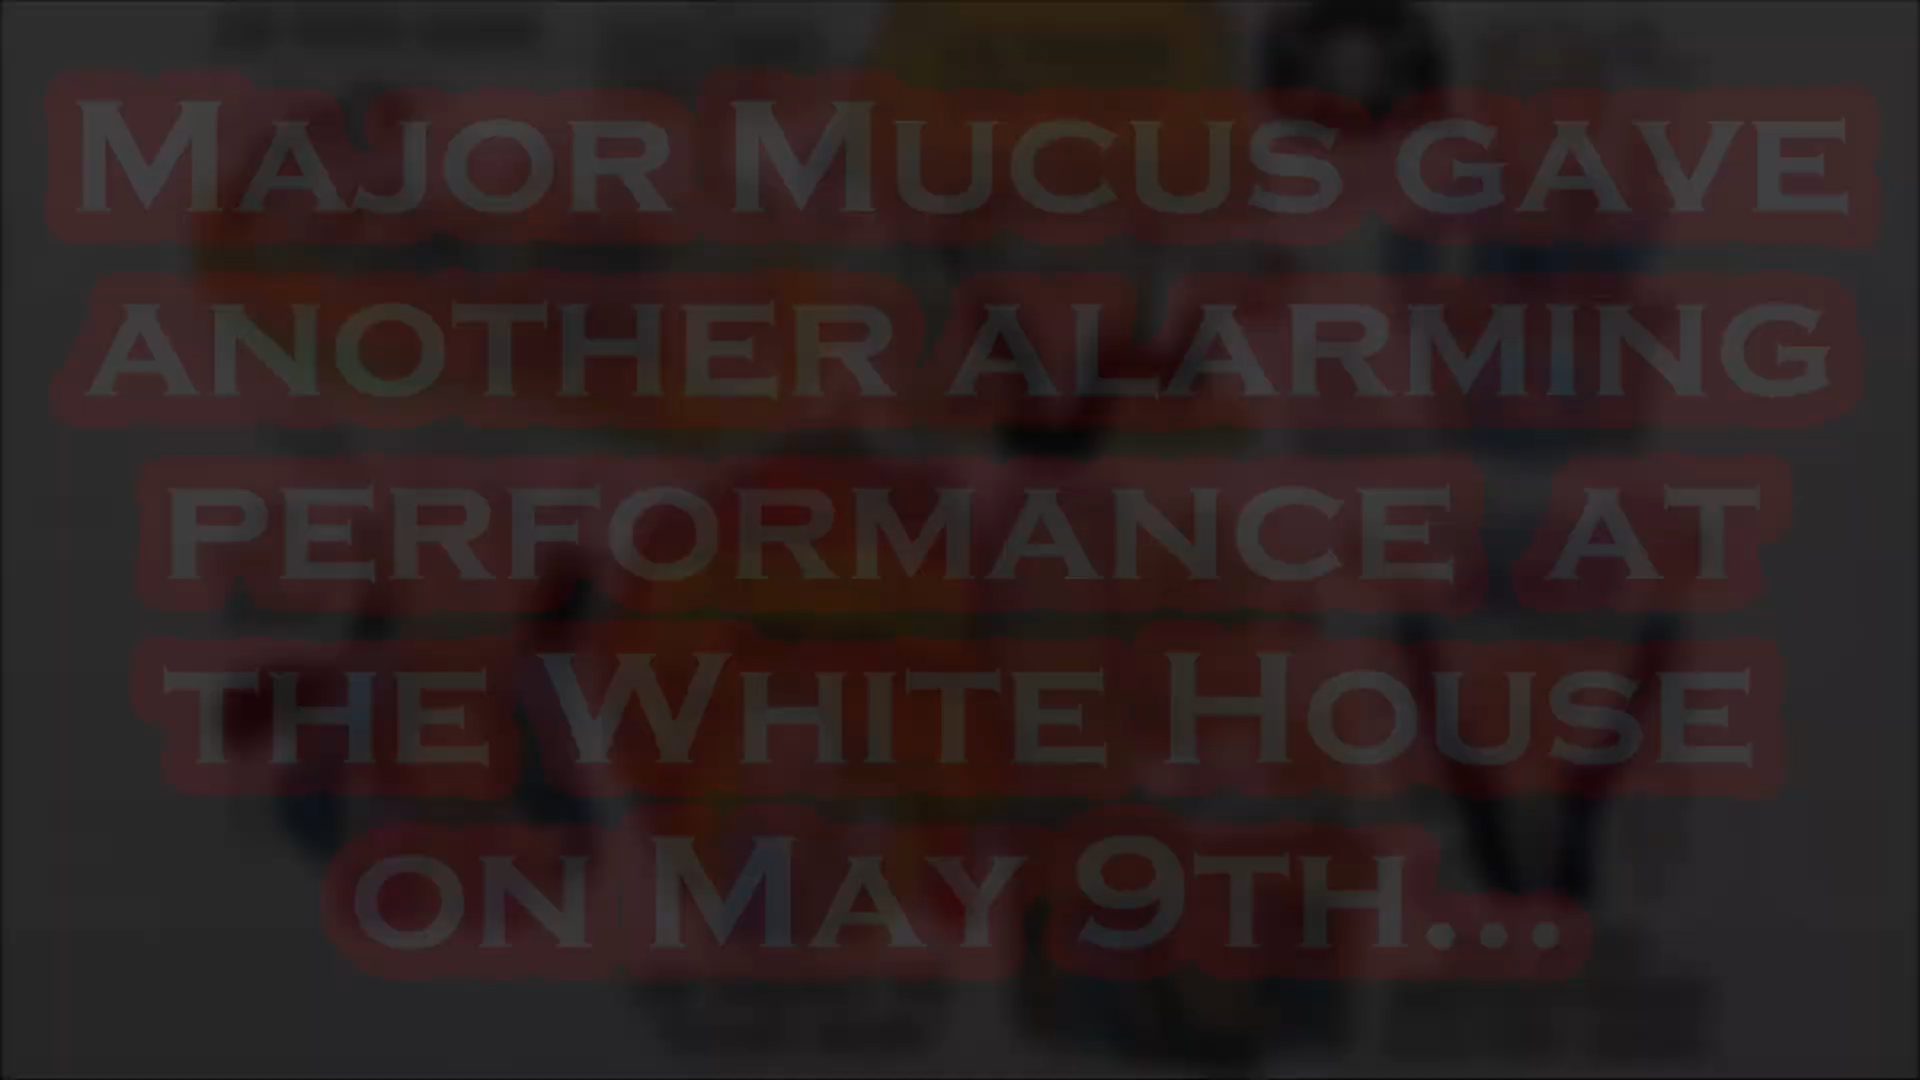 Major Mucus gave
another alarming
performance at
the White House
on May 9th...